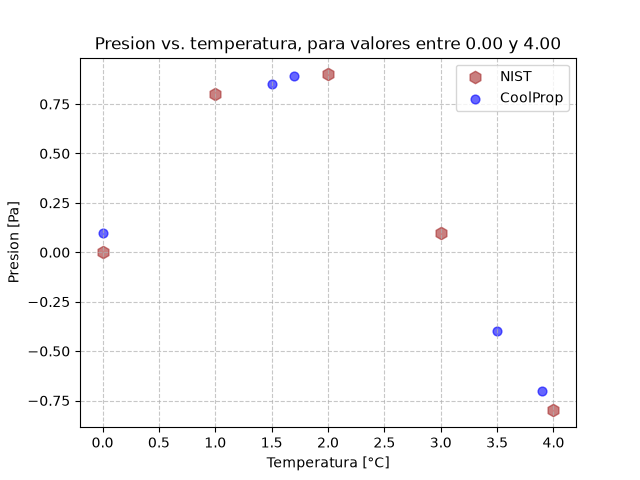 Presion vs. temperatura, para valores entre 0.00 y 4.00
NIST
CoolProp
0.75
0.50
0.25
0.00
−0.25
−0.50
−0.75
Presion [Pa]
0.0 0.5 1.0 1.5 2.0 2.5 3.0 3.5 4.0
Temperatura [°C]